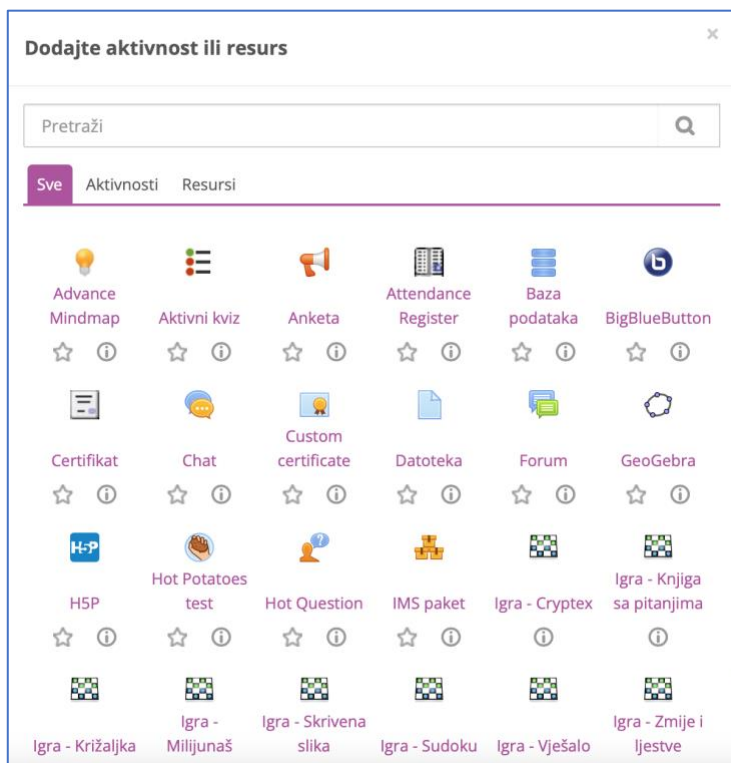 Dodajte aktivnost ili resurs
×
Pretraži
Sve Aktivnosti Resursi
Advance Mindmap
Aktivni kviz
Anketa
Attendance Register
Baza podataka
BigBlueButton
Certifikat
Chat
Custom certificate
Datoteka
Forum
GeoGebra
H5P
H5P
Hot Potatoes test
Hot Question
IMS paket
Igra - Cryptex
Igra - Knjiga sa pitanjima
Igra - Križaljka
Igra - Milijunaš
Igra - Skrivena slika
Igra - Sudoku
Igra - Vješalo
Igra - Zmije i ljestve